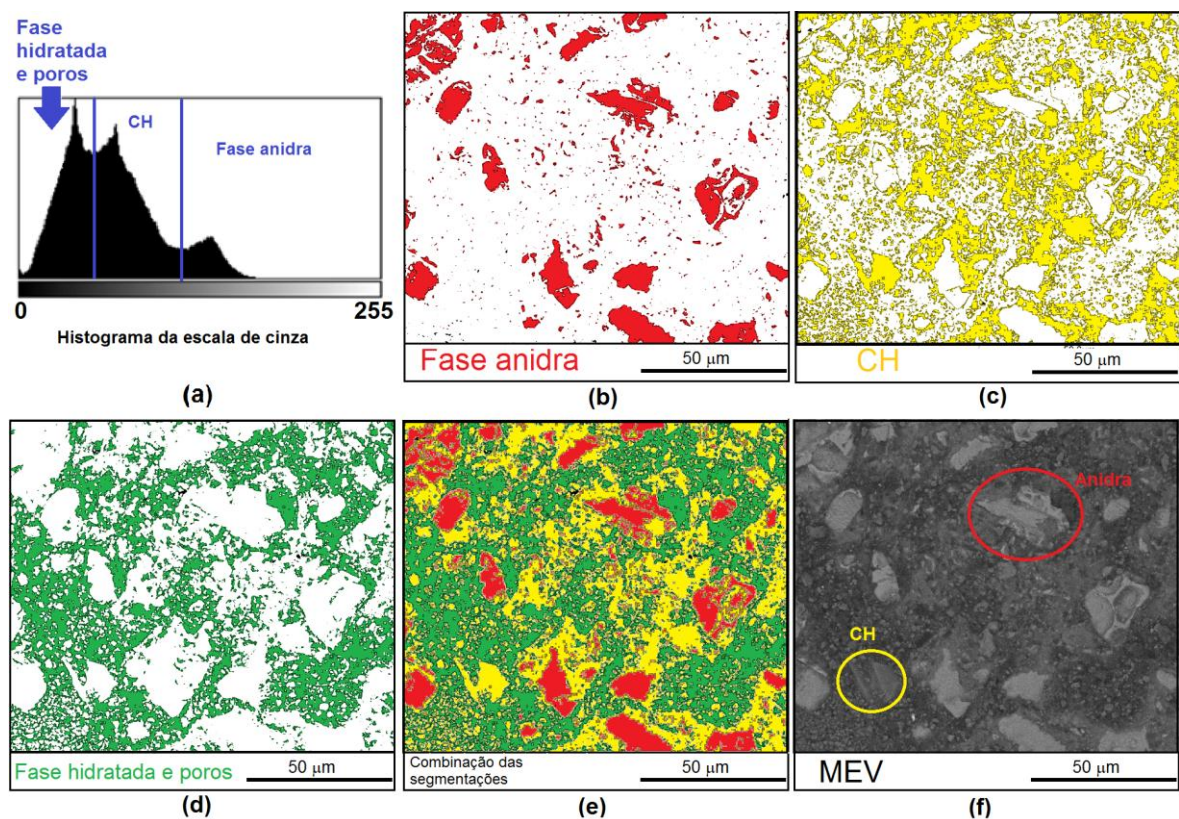 Fase
hidratada
e poros
CH
Fase anidra
0
255
Histograma da escala de cinza
(a)
Fase anidra
50 μm
(b)
CH
50 μm
(c)
Fase hidratada e poros
50 μm
(d)
Combinação das
segmentações
50 μm
(e)
Anidra
CH
MEV
50 μm
(f)